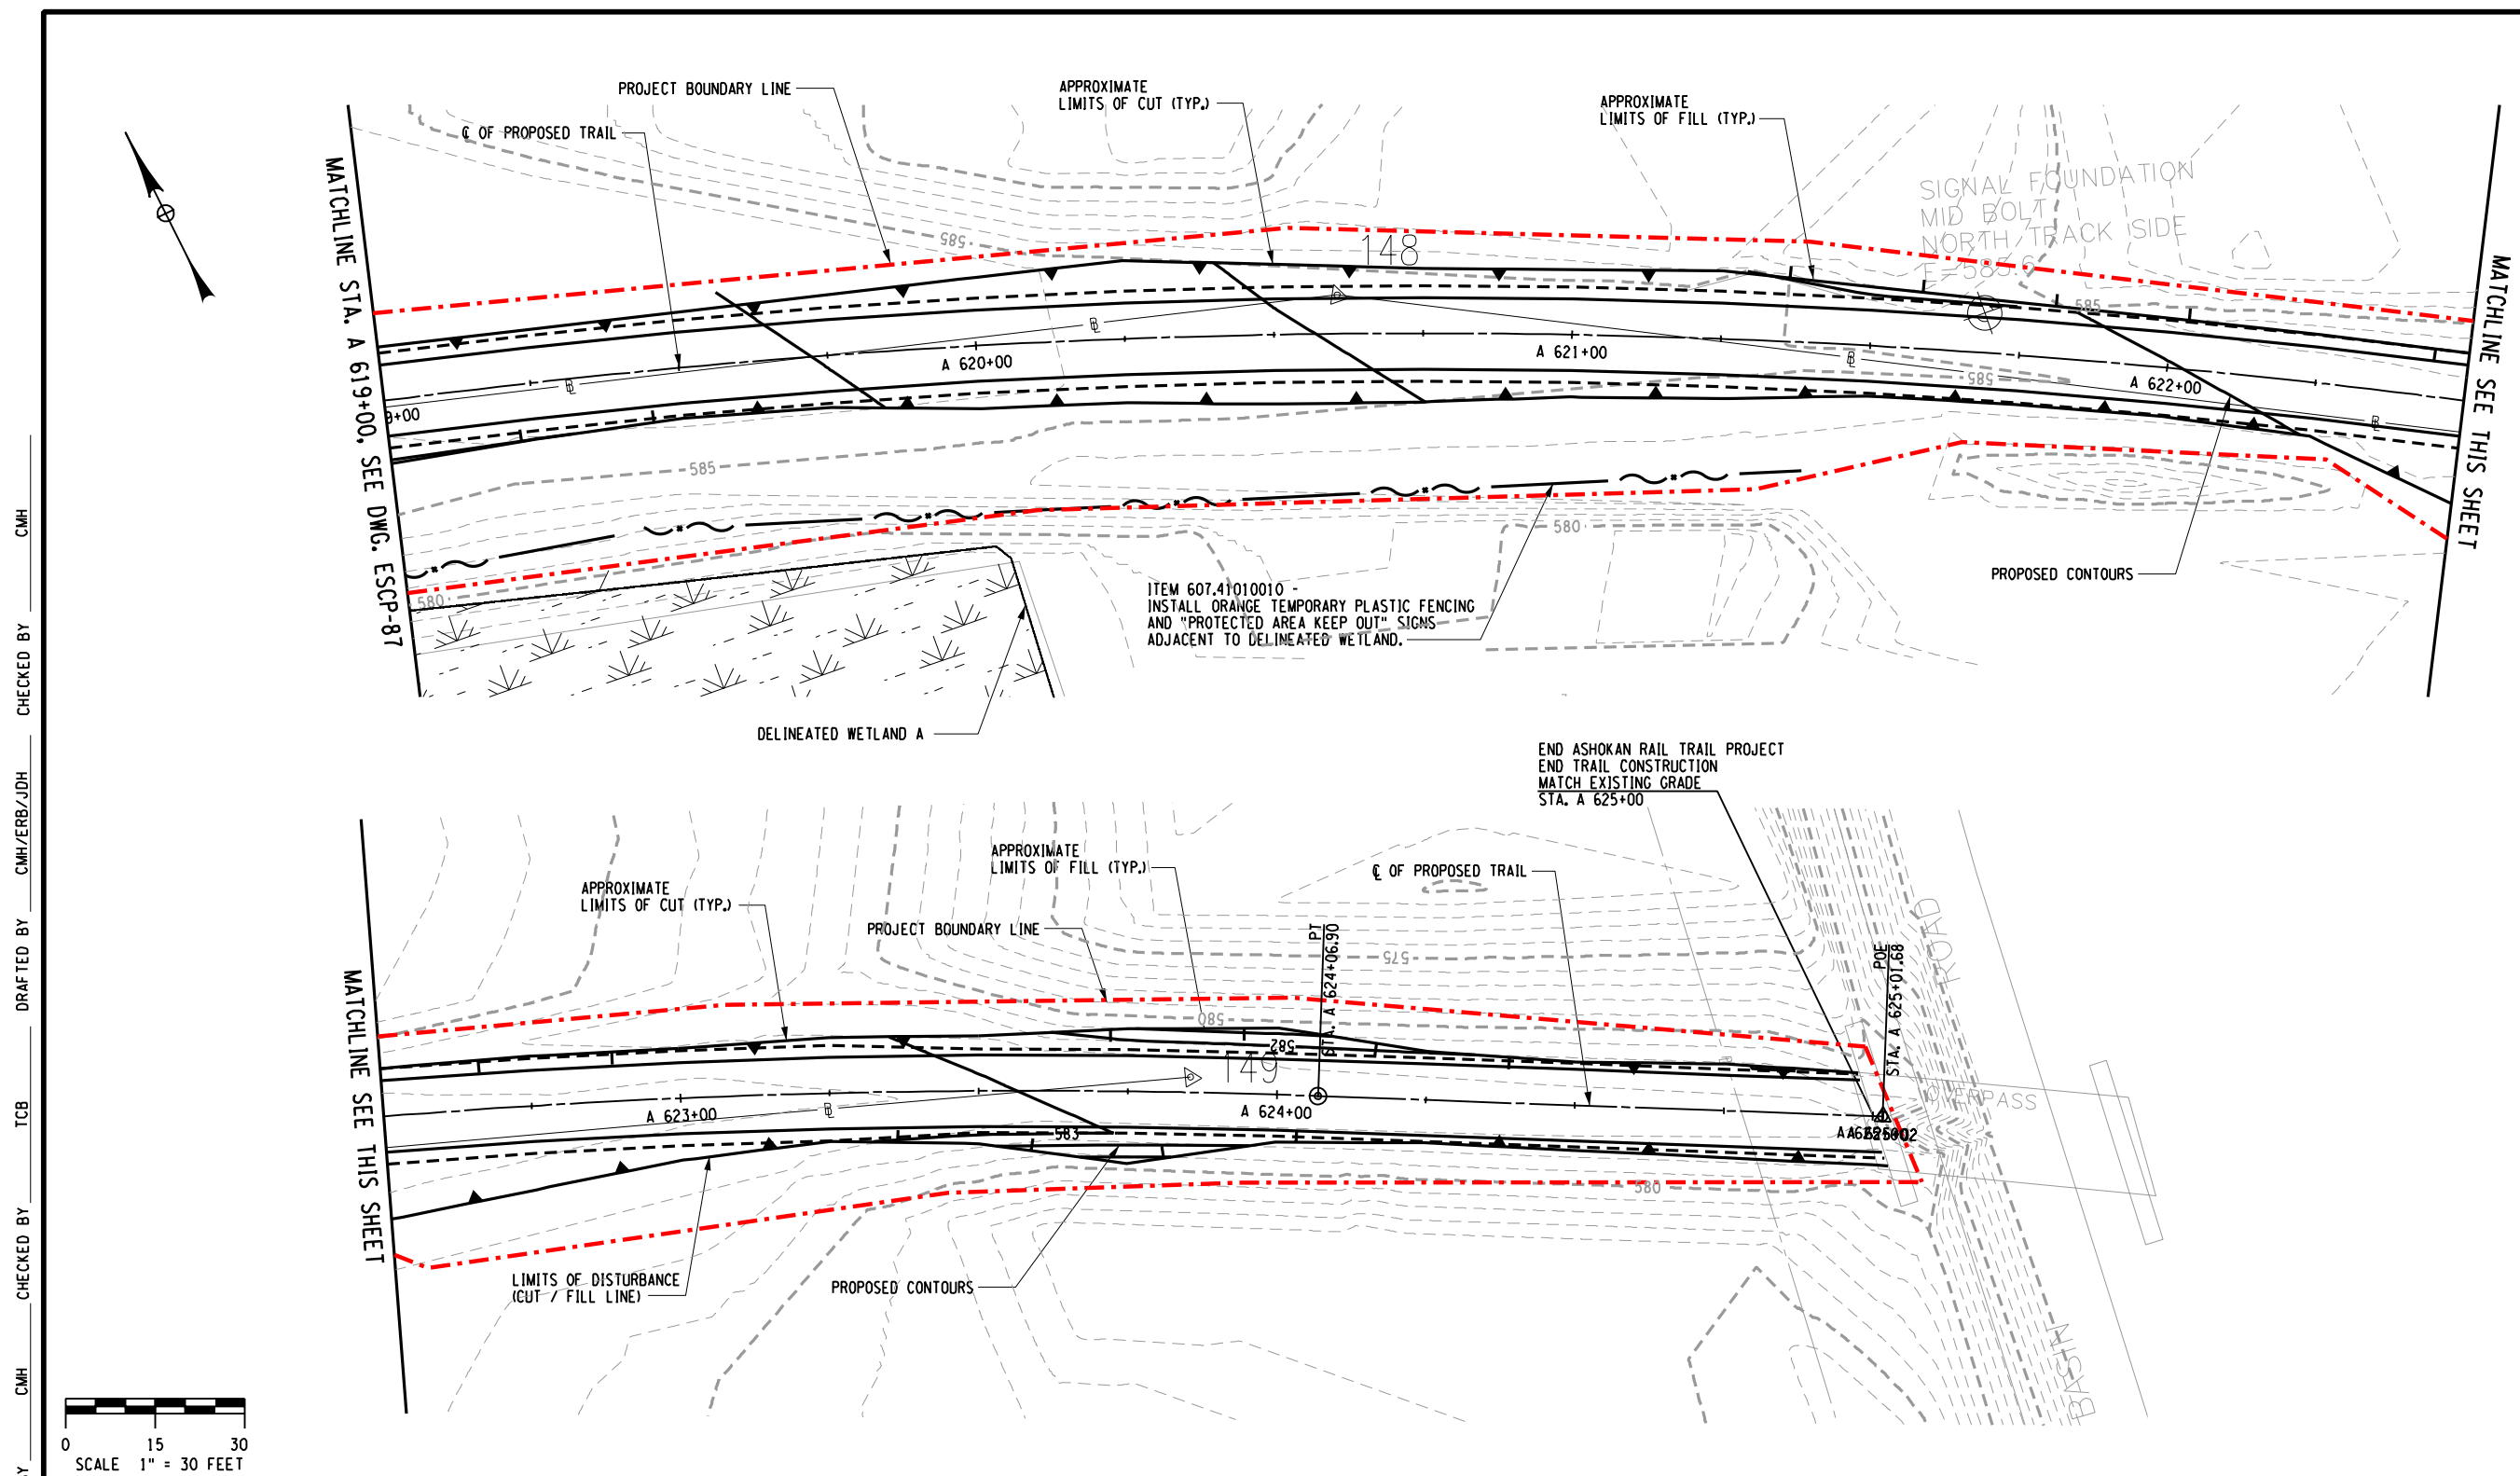 PROJECT BOUNDARY LINE
APPROXIMATE
LIMITS OF CUT (TYP.)
APPROXIMATE
LIMITS OF FILL (TYP.)
℄ OF PROPOSED TRAIL
MATCHLINE STA. A 619+00, SEE DWG. ESCP-87
SIGNAL FOUNDATION
MID BOLT
NORTH TRACK SIDE
148
585
585
MATCHLINE SEE THIS SHEET
A 620+00
A 621+00
A 622+00
9+00
585
585
580
580
PROPOSED CONTOURS
ITEM 607.41010010 -
INSTALL ORANGE TEMPORARY PLASTIC FENCING
AND "PROTECTED AREA KEEP OUT" SIGNS
ADJACENT TO DELINEATED WETLAND.
DELINEATED WETLAND A
END ASHOKAN RAIL TRAIL PROJECT
END TRAIL CONSTRUCTION
MATCH EXISTING GRADE
STA. A 625+00
APPROXIMATE
LIMITS OF FILL (TYP.)
℄ OF PROPOSED TRAIL
APPROXIMATE
LIMITS OF CUT (TYP.)
PROJECT BOUNDARY LINE
PT
STA. A 624+06.90
POE
STA. A 625+01.68
ROAD
575
580
582
149
MATCHLINE SEE THIS SHEET
A 623+00
A 624+00
583
OVERPASS
580
LIMITS OF DISTURBANCE
(CUT / FILL LINE)
PROPOSED CONTOURS
BASIN
0 15 30
SCALE 1" = 30 FEET
CMH
CHECKED BY
CMH/ERB/JDH
DRAFTED BY
TCB
CHECKED BY
CMH